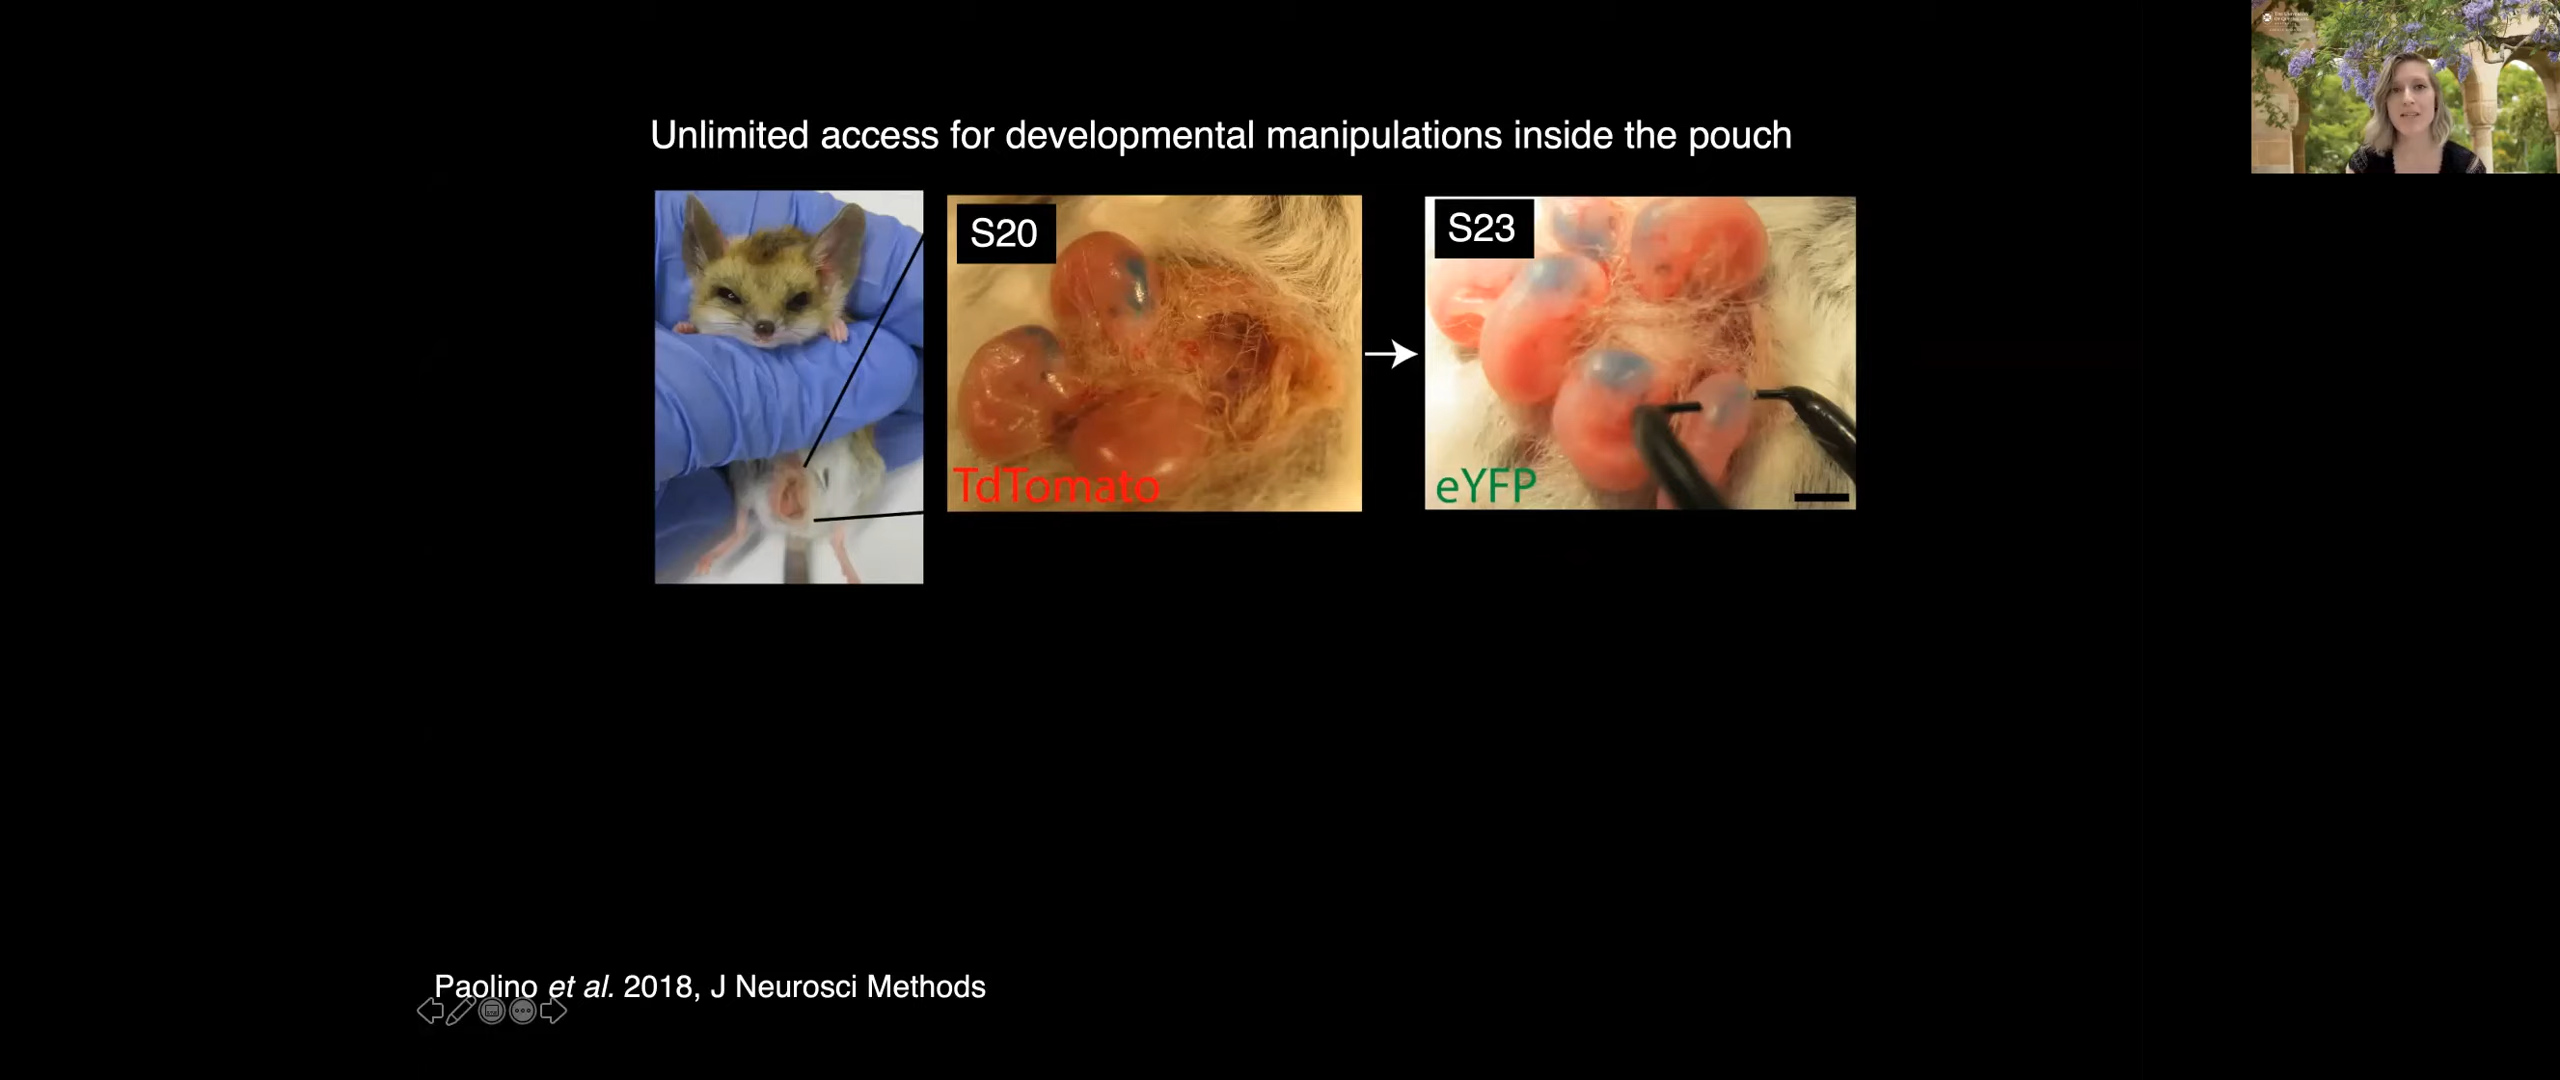 Unlimited access for developmental manipulations inside the pouch
S20
S23
TdTomato
eYFP
Paolino et al. 2018, J Neurosci Methods